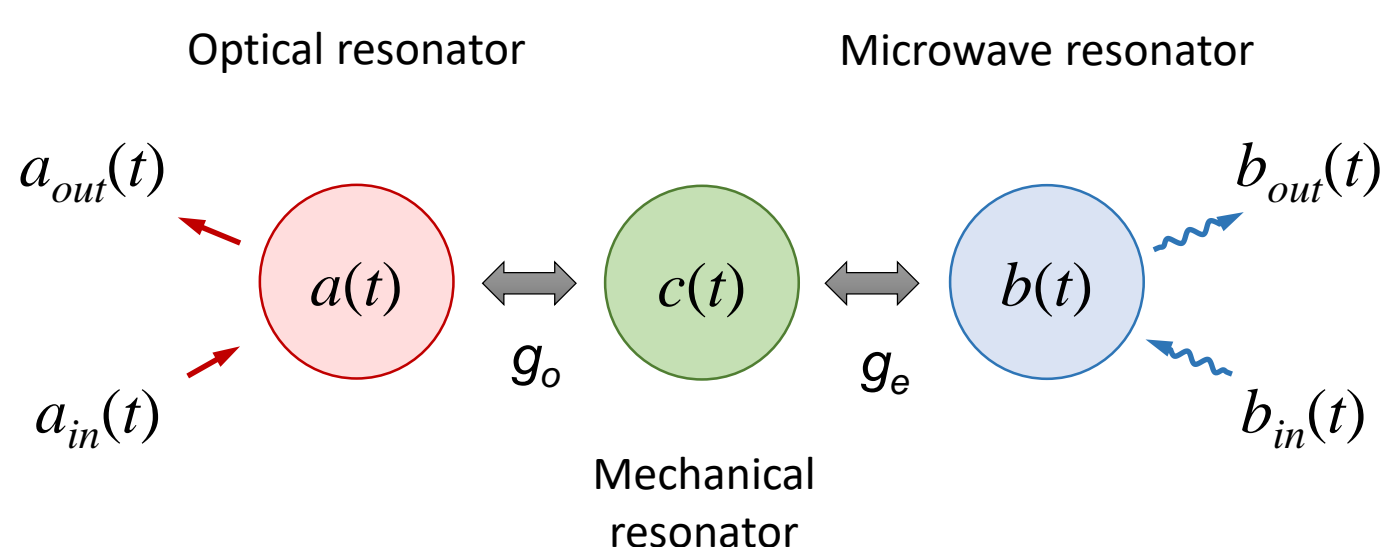 Optical resonator
Microwave resonator
a_out(t)
b_out(t)
a(t)
c(t)
b(t)
g_o
g_e
a_in(t)
b_in(t)
Mechanical
resonator